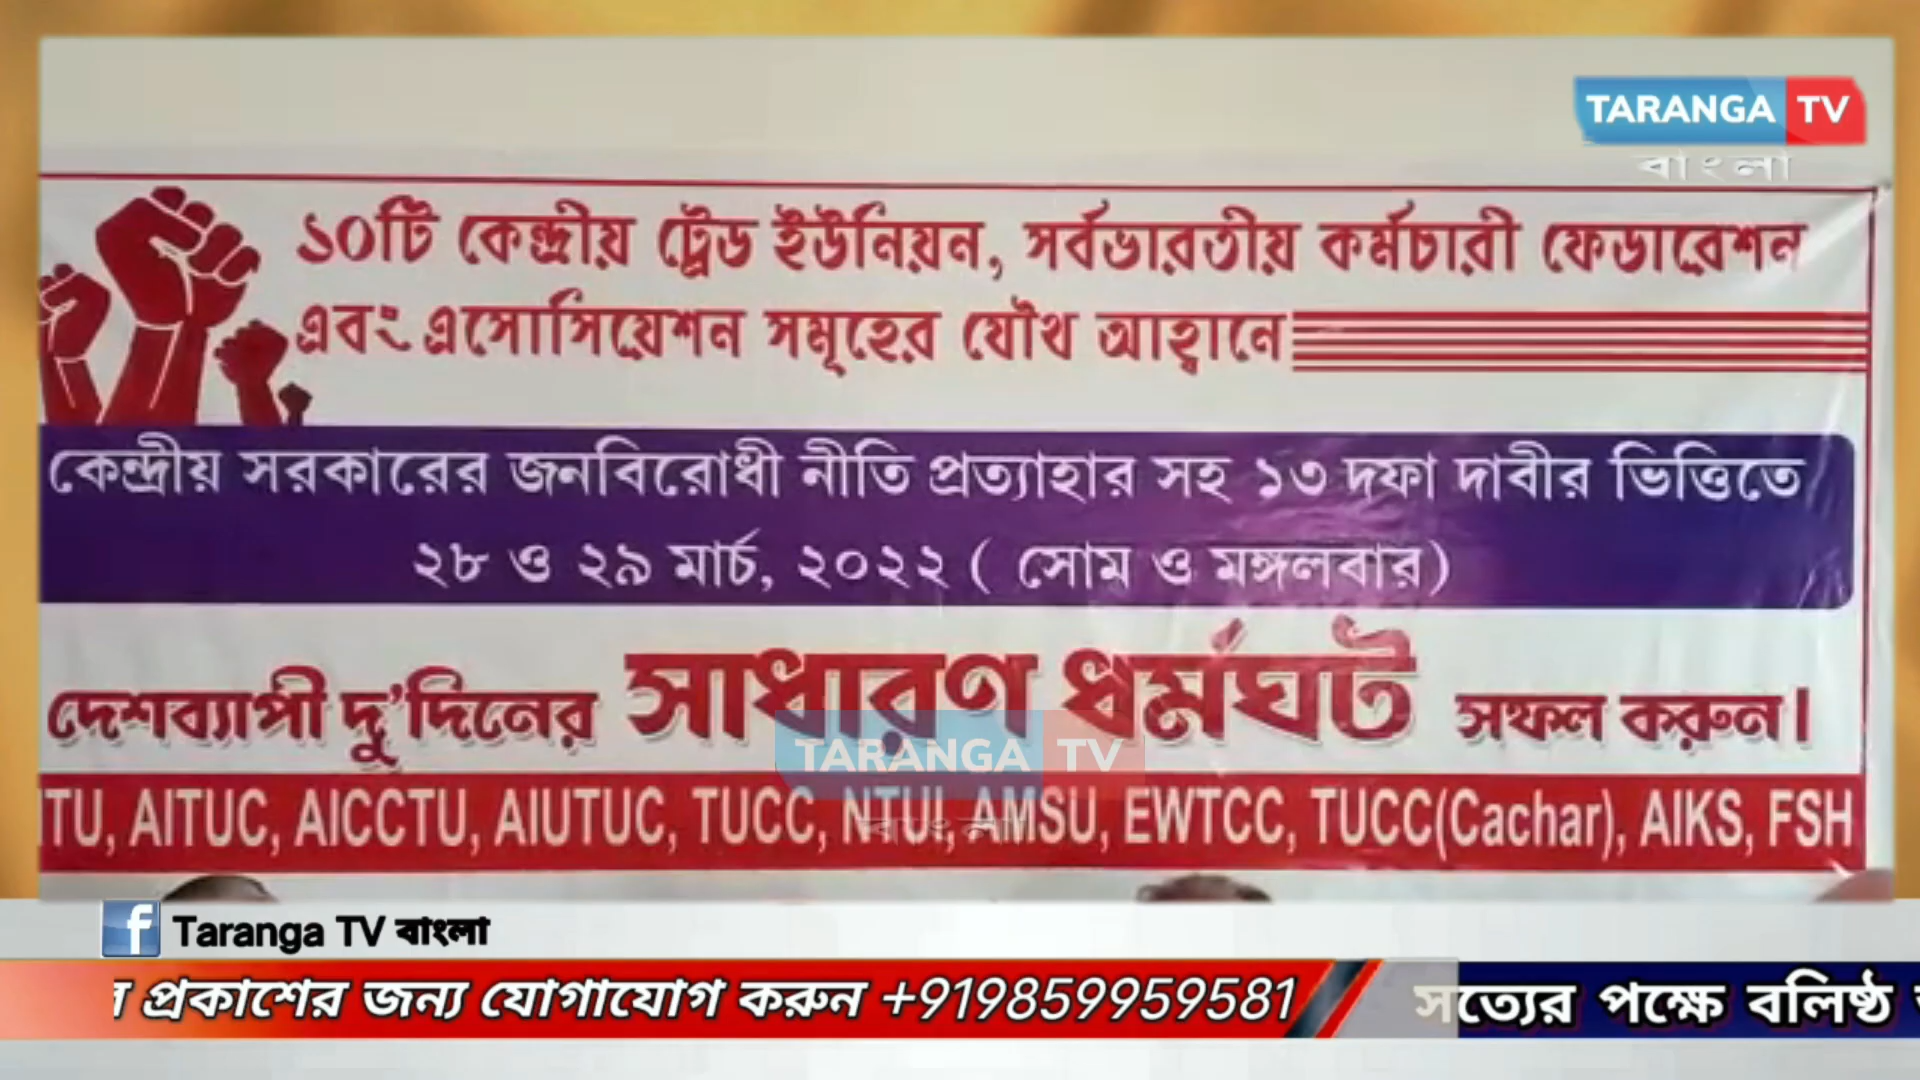 TARANGA TV
বাংলা
১০টি কেন্দ্রীয় ট্রেড ইউনিয়ন, সর্বভারতীয় কর্মচারী ফেডারেশন
এবং এসোসিয়েশন সমূহের যৌথ আহ্বানে
কেন্দ্রীয় সরকারের জনবিরোধী নীতি প্রত্যাহার সহ ১৩ দফা দাবীর ভিত্তিতে
২৮ ও ২৯ মার্চ, ২০২২ ( সোম ও মঙ্গলবার)
দেশব্যাপী দু'দিনের সাধারণ ধর্মঘট সফল করুন।
TARANGA TV
বাংলা
ITU, AITUC, AICCTU, AIUTUC, TUCC, NTUI, AMSU, EWTCC, TUCC(Cachar), AIKS, FSH
Taranga TV বাংলা
প্রকাশের জন্য যোগাযোগ করুন +919859959581
সত্যের পক্ষে বলিষ্ঠ